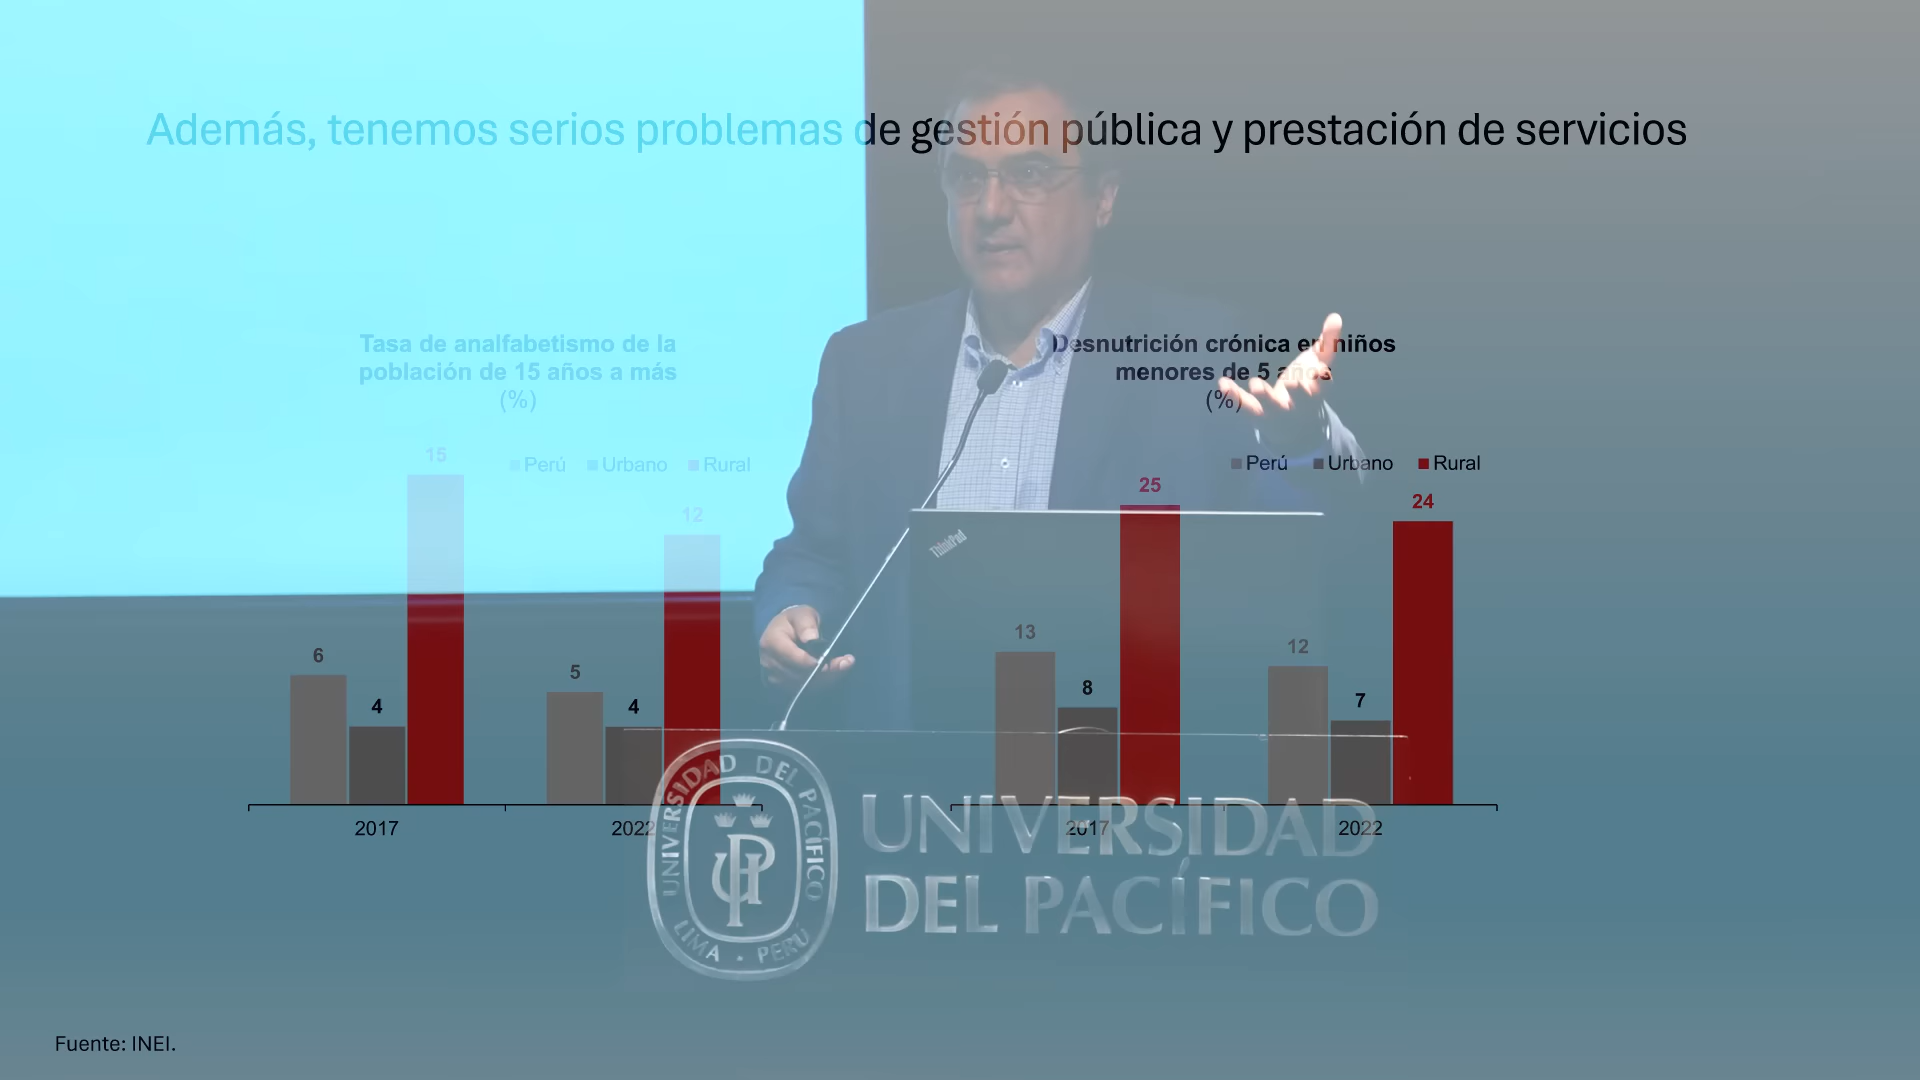 Además, tenemos serios problemas de gestión pública y prestación de servicios
Tasa de analfabetismo de la
población de 15 años a más
(%)
Perú Urbano Rural
15
12
6
4
5
4
2017 2022
Desnutrición crónica en niños
menores de 5 años
(%)
Perú Urbano Rural
25
24
13
8
12
7
2017 2022
ThinkPad
UNIVERSIDAD DEL PACÍFICO
LIMA • PERÚ
UP
UNIVERSIDAD
DEL PACÍFICO
Fuente: INEI.